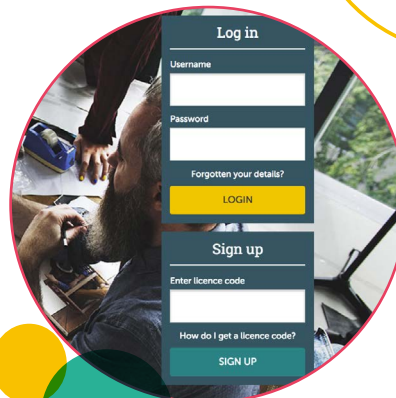 Log in
Username
Password
Forgotten your details?
LOGIN
Sign up
Enter licence code
How do I get a licence code?
SIGN UP